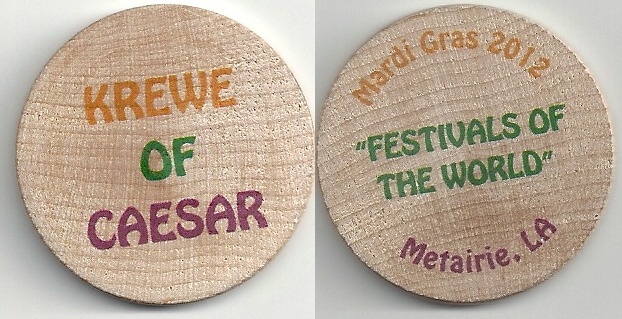 KREWE
OF
CAESAR
Mardi Gras 2012
"FESTIVALS OF
THE WORLD"
Metairie, LA